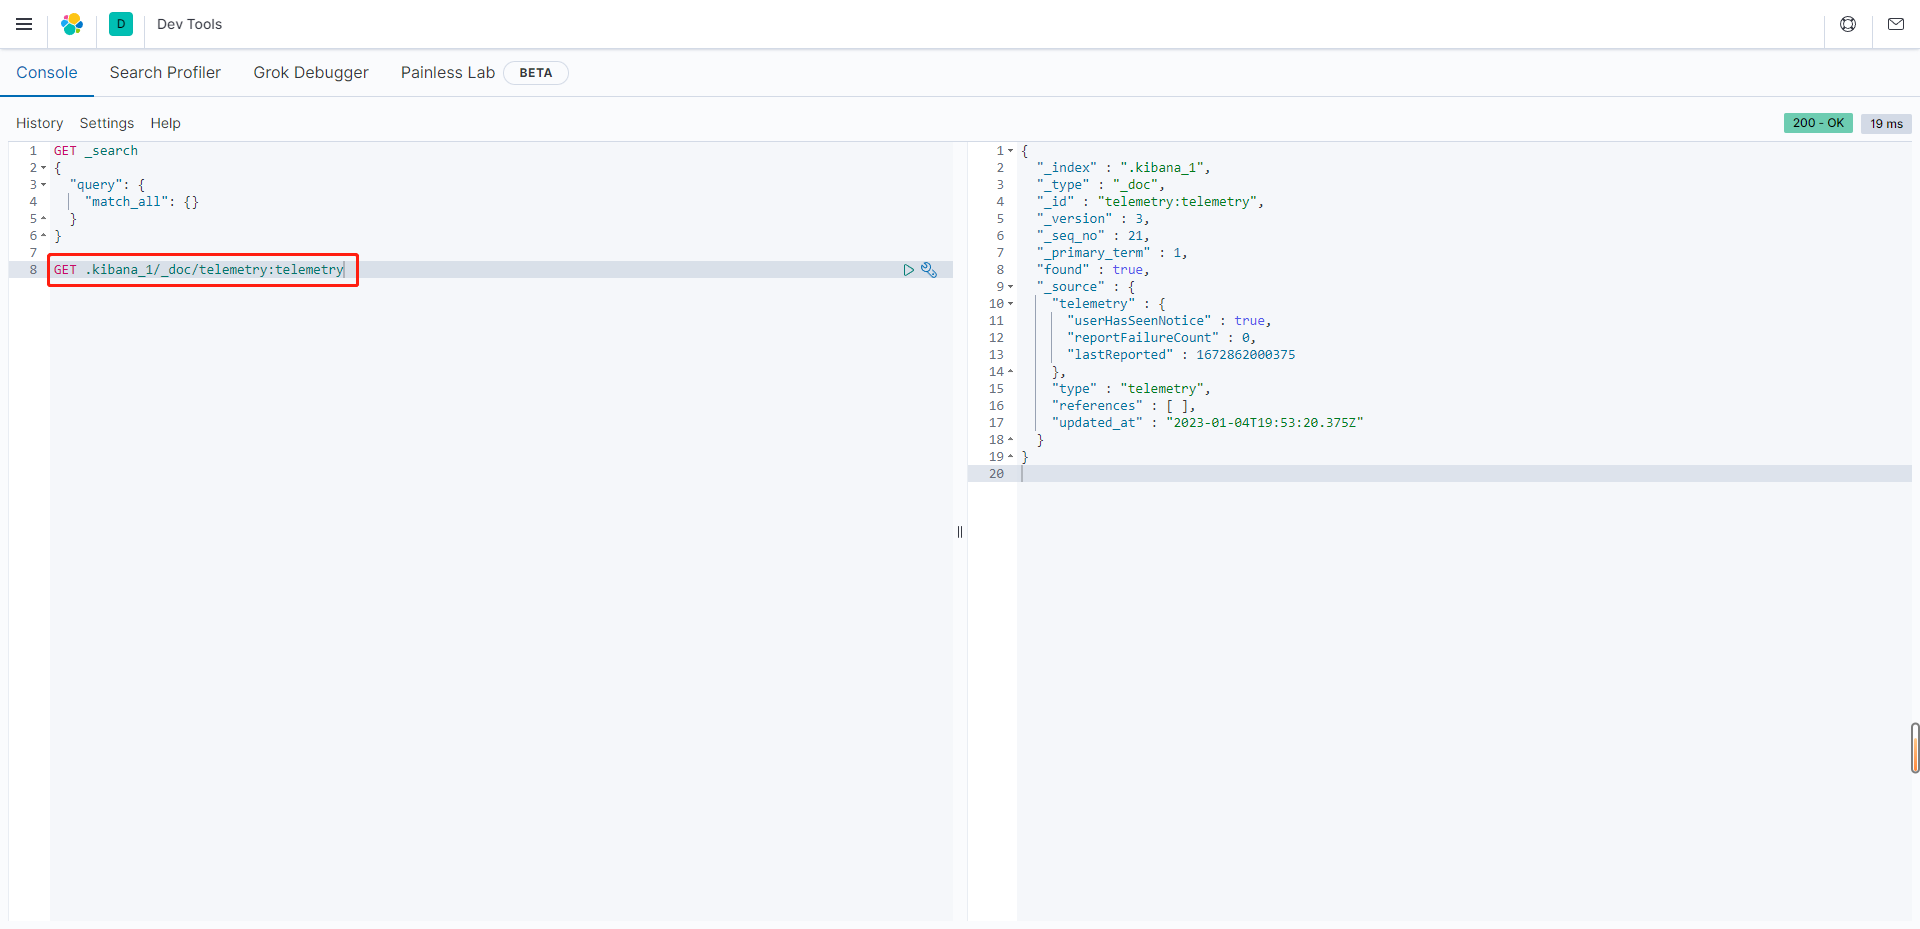 D Dev Tools
Console Search Profiler Grok Debugger Painless Lab BETA
History Settings Help 200 - OK 19 ms
1 GET _search
2 {
3 "query": {
4 "match_all": {}
5 }
6 }
7
8 GET .kibana_1/_doc/telemetry:telemetry
1 {
2 "_index" : ".kibana_1",
3 "_type" : "_doc",
4 "_id" : "telemetry:telemetry",
5 "_version" : 3,
6 "_seq_no" : 21,
7 "_primary_term" : 1,
8 "found" : true,
9 "_source" : {
10 "telemetry" : {
11 "userHasSeenNotice" : true,
12 "reportFailureCount" : 0,
13 "lastReported" : 1672862000375
14 },
15 "type" : "telemetry",
16 "references" : [ ],
17 "updated_at" : "2023-01-04T19:53:20.375Z"
18 }
19 }
20